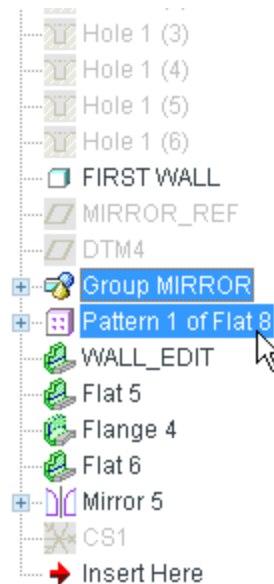 Hole 1 (3)
Hole 1 (4)
Hole 1 (5)
Hole 1 (6)
FIRST WALL
MIRROR_REF
DTM4
Group MIRROR
Pattern 1 of Flat 8
WALL_EDIT
Flat 5
Flange 4
Flat 6
Mirror 5
CS1
Insert Here